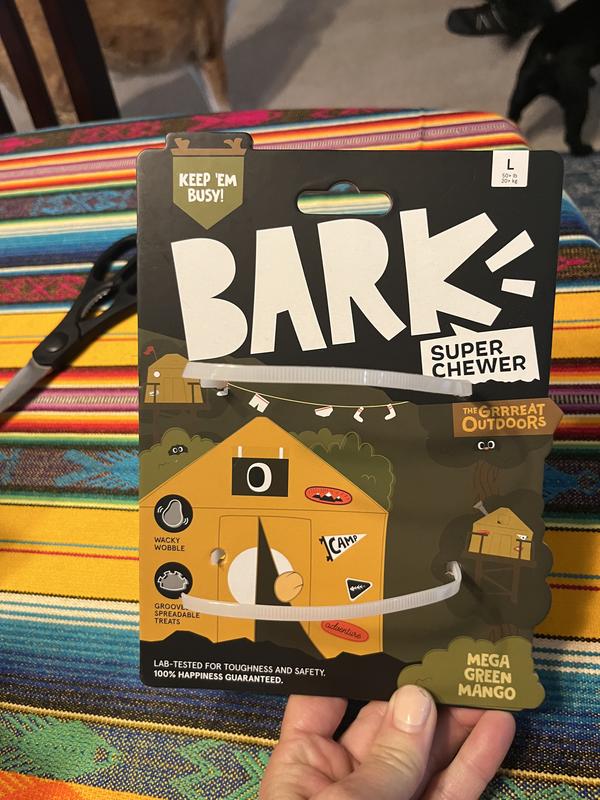 KEEP 'EM
BUSY!
L
50+ lb
20+ kg
BARK
SUPER
CHEWER
THE GRRREAT
OUTDOORS
O
WACKY
WOBBLE
CAMP
GROOVES
SPREADABLE
TREATS
adventure
LAB-TESTED FOR TOUGHNESS AND SAFETY.
100% HAPPINESS GUARANTEED.
MEGA
GREEN
MANGO